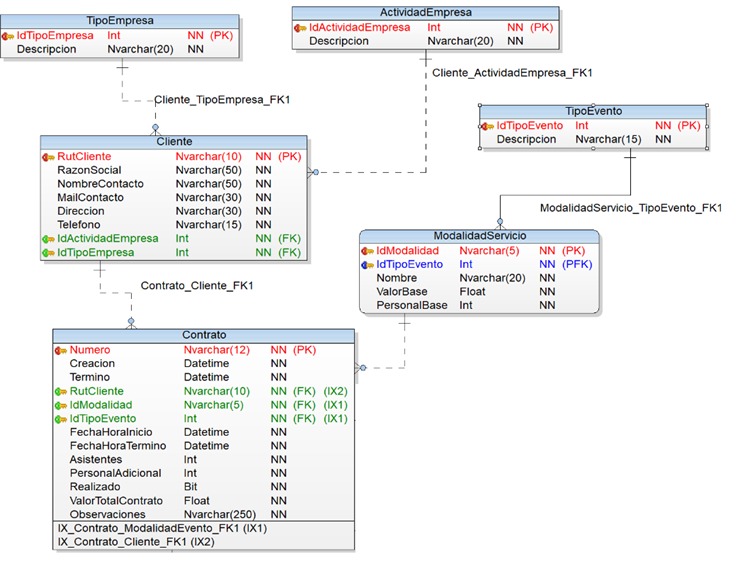 TipoEmpresa
IdTipoEmpresa Int NN (PK)
Descripcion Nvarchar(20) NN
ActividadEmpresa
IdActividadEmpresa Int NN (PK)
Descripcion Nvarchar(20) NN
Cliente_ActividadEmpresa_FK1
Cliente_TipoEmpresa_FK1
TipoEvento
IdTipoEvento Int NN (PK)
Descripcion Nvarchar(15) NN
Cliente
RutCliente Nvarchar(10) NN (PK)
RazonSocial Nvarchar(50) NN
NombreContacto Nvarchar(50) NN
MailContacto Nvarchar(30) NN
Direccion Nvarchar(30) NN
Telefono Nvarchar(15) NN
IdActividadEmpresa Int NN (FK)
IdTipoEmpresa Int NN (FK)
ModalidadServicio_TipoEvento_FK1
ModalidadServicio
IdModalidad Nvarchar(5) NN (PK)
IdTipoEvento Int NN (PFK)
Nombre Nvarchar(20) NN
ValorBase Float NN
PersonalBase Int NN
Contrato_Cliente_FK1
Contrato
Numero Nvarchar(12) NN (PK)
Creacion Datetime NN
Termino Datetime NN
RutCliente Nvarchar(10) NN (FK) (IX2)
IdModalidad Nvarchar(5) NN (FK) (IX1)
IdTipoEvento Int NN (FK) (IX1)
FechaHoraInicio Datetime NN
FechaHoraTermino Datetime NN
Asistentes Int NN
PersonalAdicional Int NN
Realizado Bit NN
ValorTotalContrato Float NN
Observaciones Nvarchar(250) NN
IX_Contrato_ModalidadEvento_FK1 (IX1)
IX_Contrato_Cliente_FK1 (IX2)